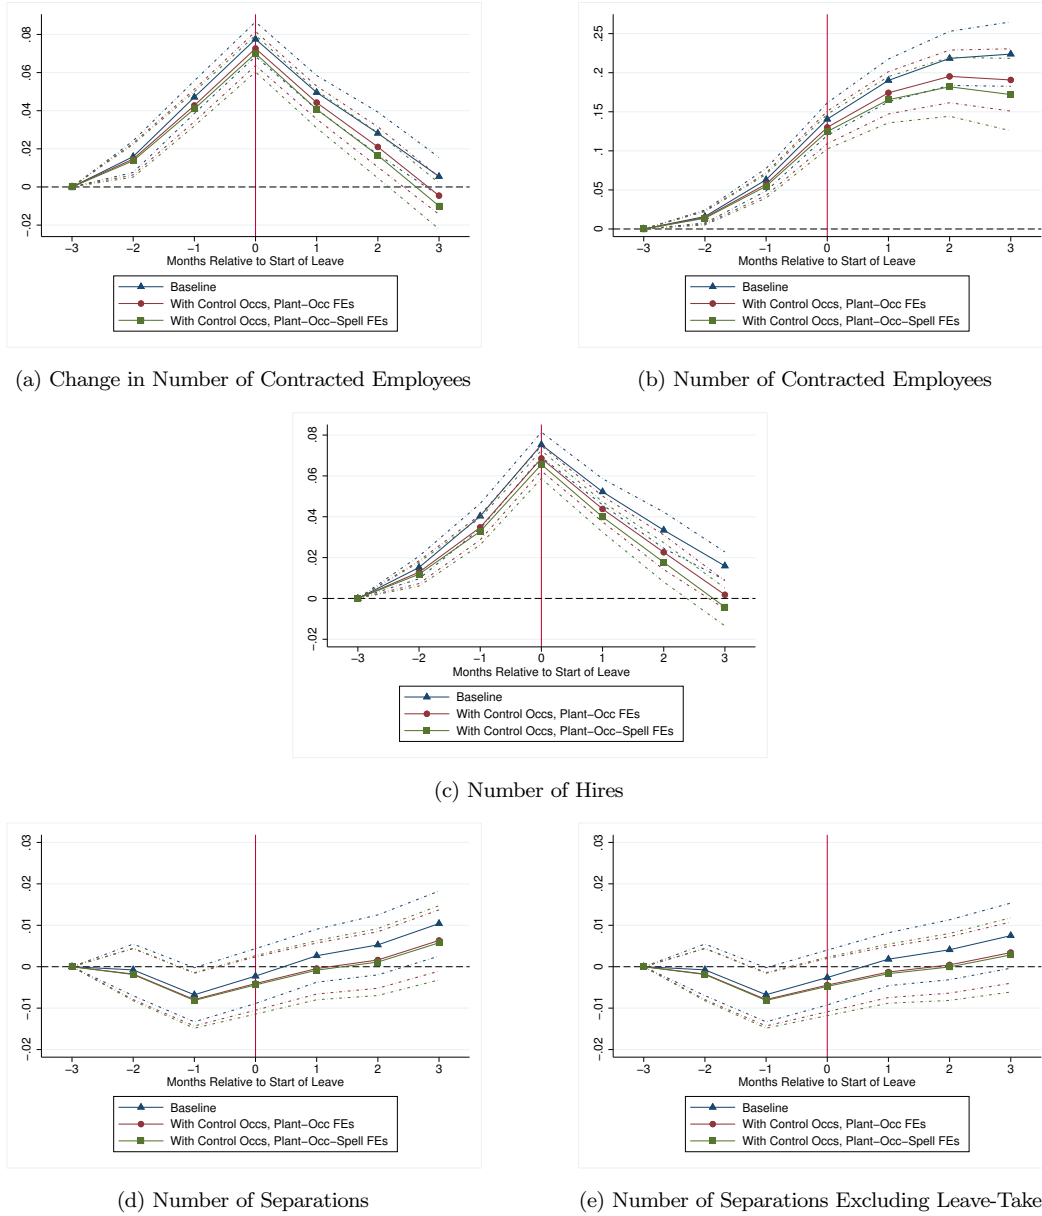 .08
.06
.04
.02
0
-.02
−3 −2 −1 0 1 2 3
Months Relative to Start of Leave
Baseline
With Control Occs, Plant−Occ FEs
With Control Occs, Plant−Occ−Spell FEs
(a) Change in Number of Contracted Employees
.25
.2
.15
.1
.05
0
−3 −2 −1 0 1 2 3
Months Relative to Start of Leave
Baseline
With Control Occs, Plant−Occ FEs
With Control Occs, Plant−Occ−Spell FEs
(b) Number of Contracted Employees
.08
.06
.04
.02
0
-.02
−3 −2 −1 0 1 2 3
Months Relative to Start of Leave
Baseline
With Control Occs, Plant−Occ FEs
With Control Occs, Plant−Occ−Spell FEs
(c) Number of Hires
.03
.02
.01
0
-.01
-.02
−3 −2 −1 0 1 2 3
Months Relative to Start of Leave
Baseline
With Control Occs, Plant−Occ FEs
With Control Occs, Plant−Occ−Spell FEs
(d) Number of Separations
.03
.02
.01
0
-.01
-.02
−3 −2 −1 0 1 2 3
Months Relative to Start of Leave
Baseline
With Control Occs, Plant−Occ FEs
With Control Occs, Plant−Occ−Spell FEs
(e) Number of Separations Excluding Leave-Take